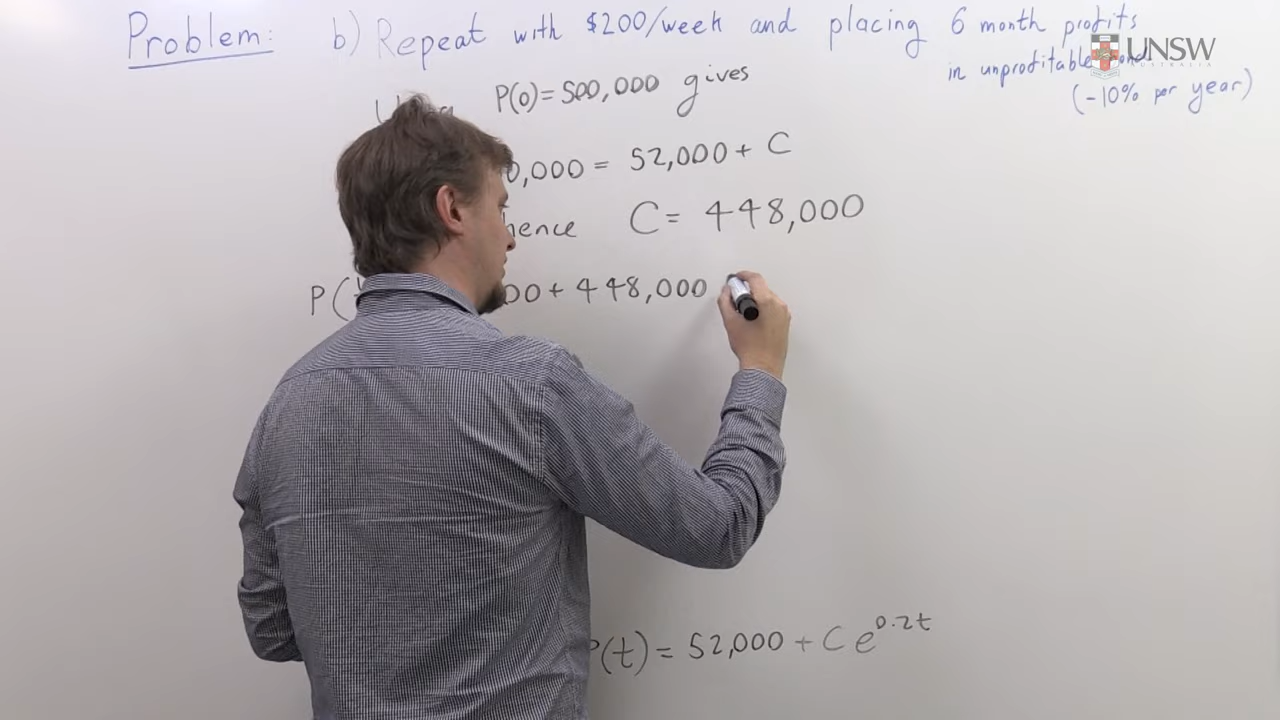 Problem: b) Repeat with $200/week and placing 6 month profits
in unprofitable
(-10% per year)
UNSW
AUSTRALIA
P(0)=500,000 gives
0,000 = 52,000 + C
hence C = 448,000
P( 00 + 448,000
P(t) = 52,000 + C e^0.2t